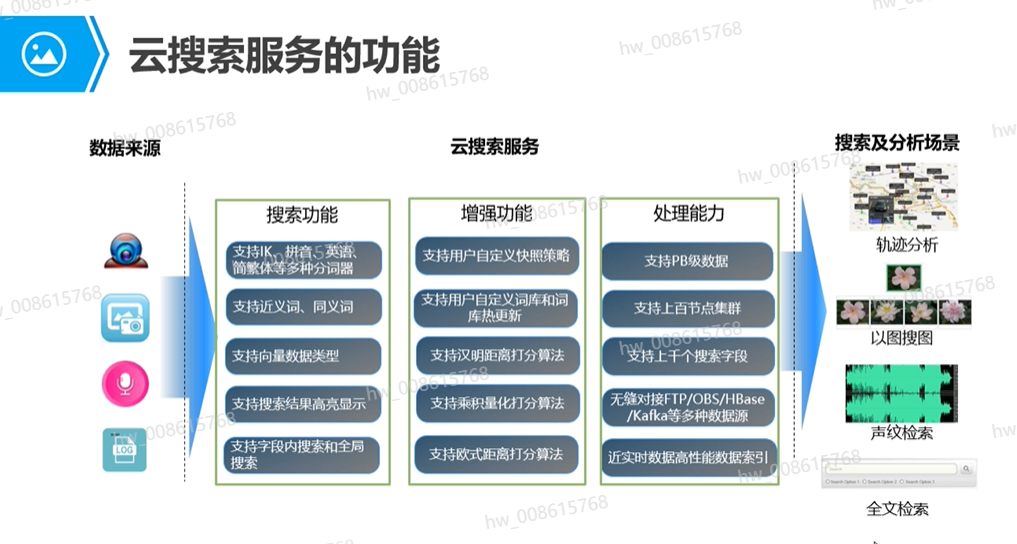 云搜索服务的功能
数据来源
云搜索服务
搜索及分析场景
搜索功能
支持IK、拼音、英语、
简繁体等多种分词器
支持近义词、同义词
支持向量数据类型
支持搜索结果高亮显示
支持字段内搜索和全局
搜索
增强功能
支持用户自定义快照策略
支持用户自定义词库和词
库热更新
支持汉明距离打分算法
支持乘积量化打分算法
支持欧式距离打分算法
处理能力
支持PB级数据
支持上百节点集群
支持上千个搜索字段
无缝对接FTP/OBS/HBase
/Kafka等多种数据源
近实时数据高性能数据索引
LOG
轨迹分析
以图搜图
声纹检索
Search Option 1
Search Option 2
Search Option 3
全文检索
hw_008615768
hw_008615768
hw_008615768
hw_008615768
hw_008615768
hw_008615768
hw_008615768
hw_008615768
hw_008615768
hw_008615768
hw_008615768
hw_008615768
hw_008615768